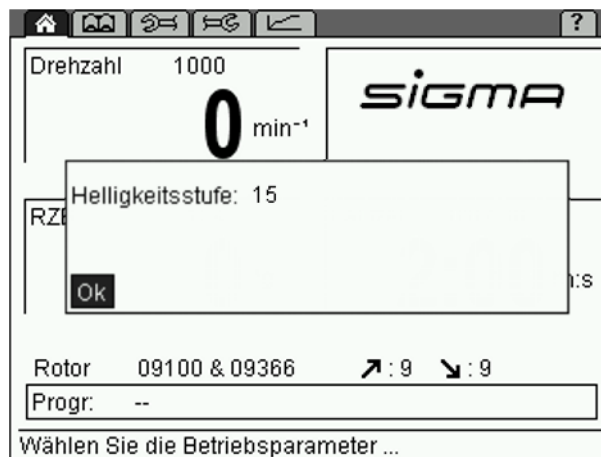 ?
Drehzahl 1000
0 min⁻¹
sigma
Helligkeitsstufe: 15
RZB
Ok
:s
Rotor 09100 & 09366 : 9 : 9
Progr: --
Wählen Sie die Betriebsparameter ...